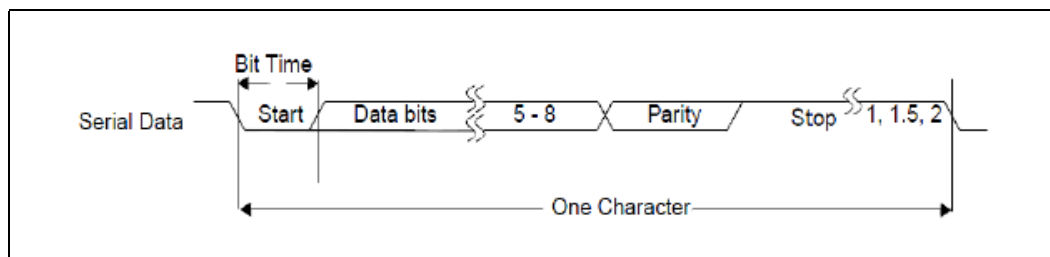 Bit Time
Serial Data Start Data bits 5 - 8 Parity Stop 1, 1.5, 2
One Character